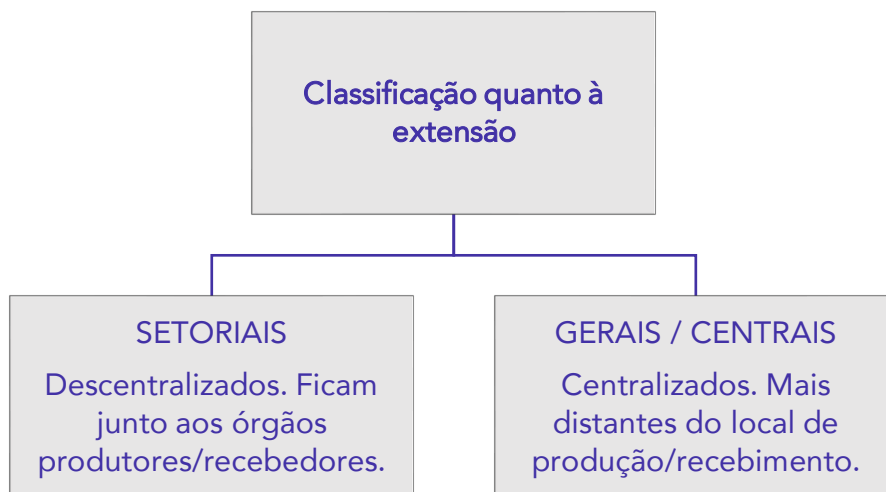 Classificação quanto à
extensão
SETORIAIS
Descentralizados. Ficam
junto aos órgãos
produtores/recebedores.
GERAIS / CENTRAIS
Centralizados. Mais
distantes do local de
produção/recebimento.